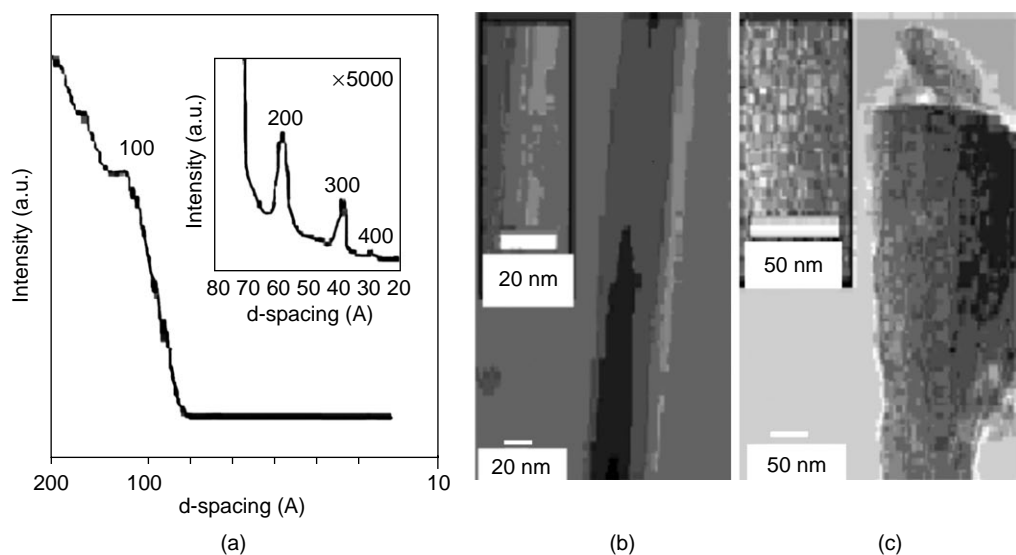 Intensity (a.u.)
100
200
100
10
d-spacing (A)
(a)
Intensity (a.u.)
×5000
200
300
400
80 70 60 50 40 30 20
d-spacing (A)
20 nm
20 nm
(b)
50 nm
50 nm
(c)